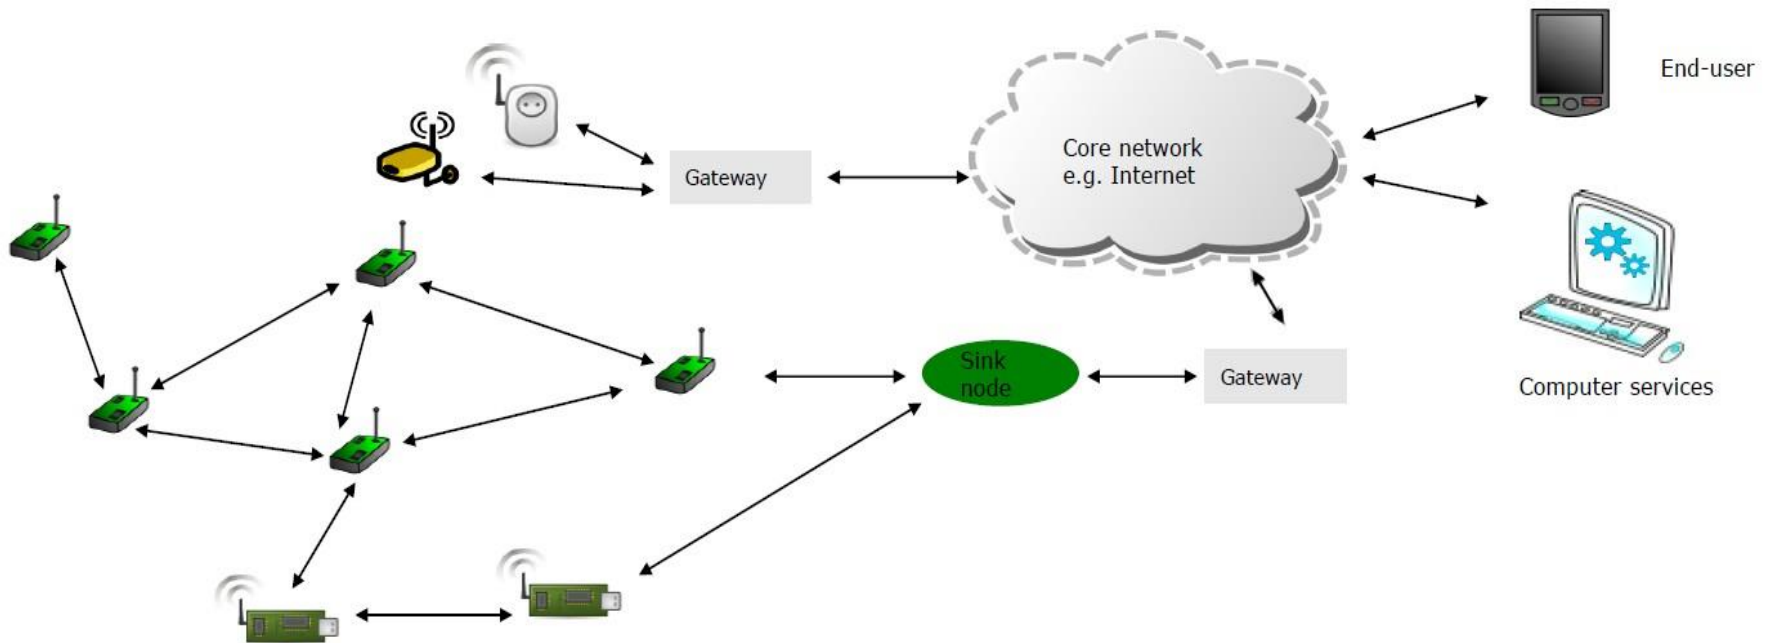 End-user
Core network
e.g. Internet
Gateway
Sink
node
Gateway
Computer services